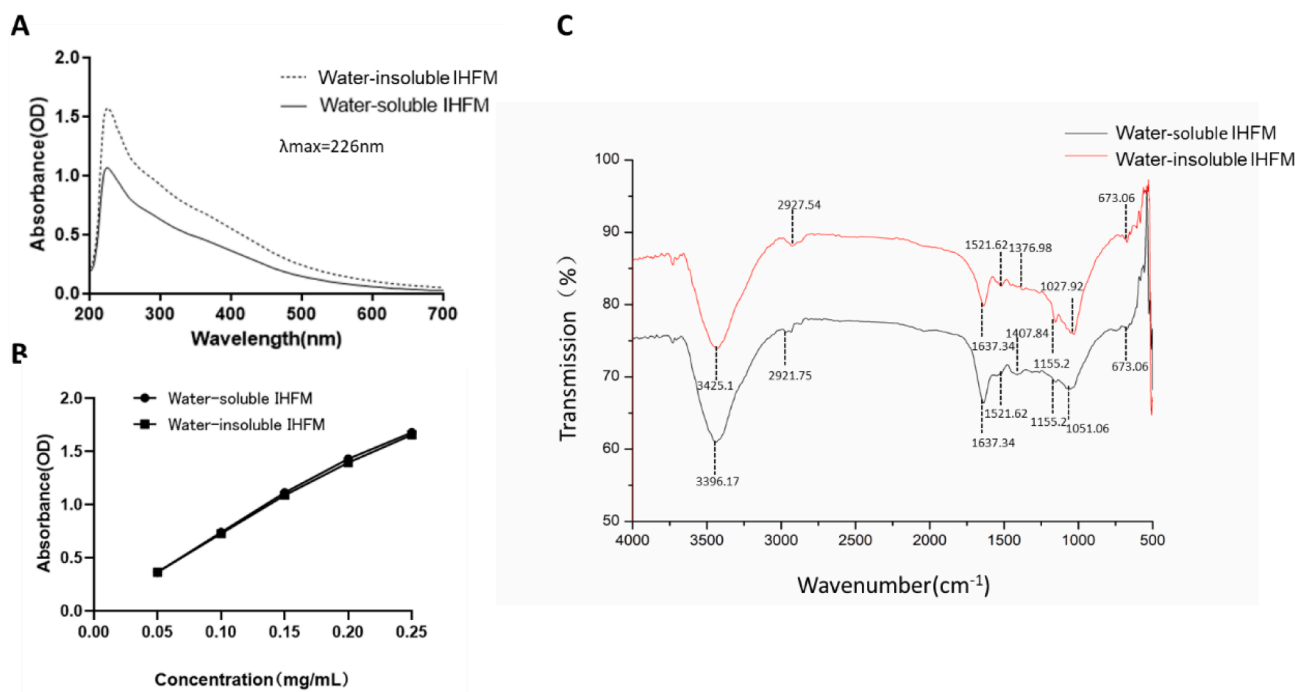 A
2.0
1.5
1.0
0.5
0.0
Absorbance(OD)
Water-insoluble IHFM
Water-soluble IHFM
λmax=226nm
200 300 400 500 600 700
Wavelength(nm)
B
2.0
1.5
1.0
0.5
0.0
Absorbance(OD)
Water-soluble IHFM
Water-insoluble IHFM
0.00 0.05 0.10 0.15 0.20 0.25
Concentration(mg/mL)
C
Water-soluble IHFM
Water-insoluble IHFM
100
90
80
70
60
50
Transmission (%)
2927.54
673.06
1521.62 1376.98
1027.92
1407.84
1637.34
1155.2
3425.1
2921.75
673.06
1521.62
1155.2
1051.06
1637.34
3396.17
4000 3500 3000 2500 2000 1500 1000 500
Wavenumber(cm⁻¹)